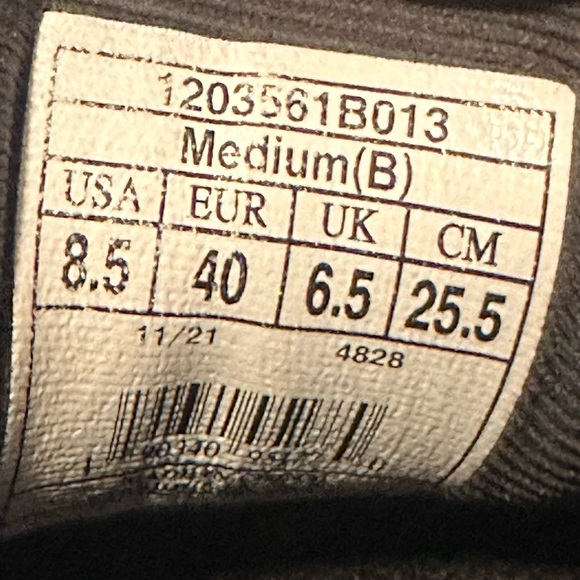 1203561B013
Medium(B)
USA EUR UK CM
8.5 40 6.5 25.5
11/21
4828